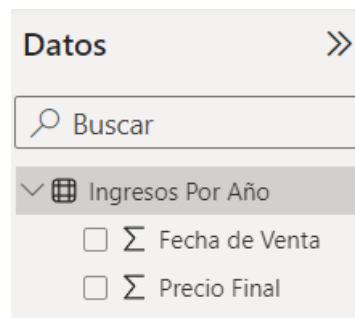 Datos
Buscar
Ingresos Por Año
Σ Fecha de Venta
Σ Precio Final